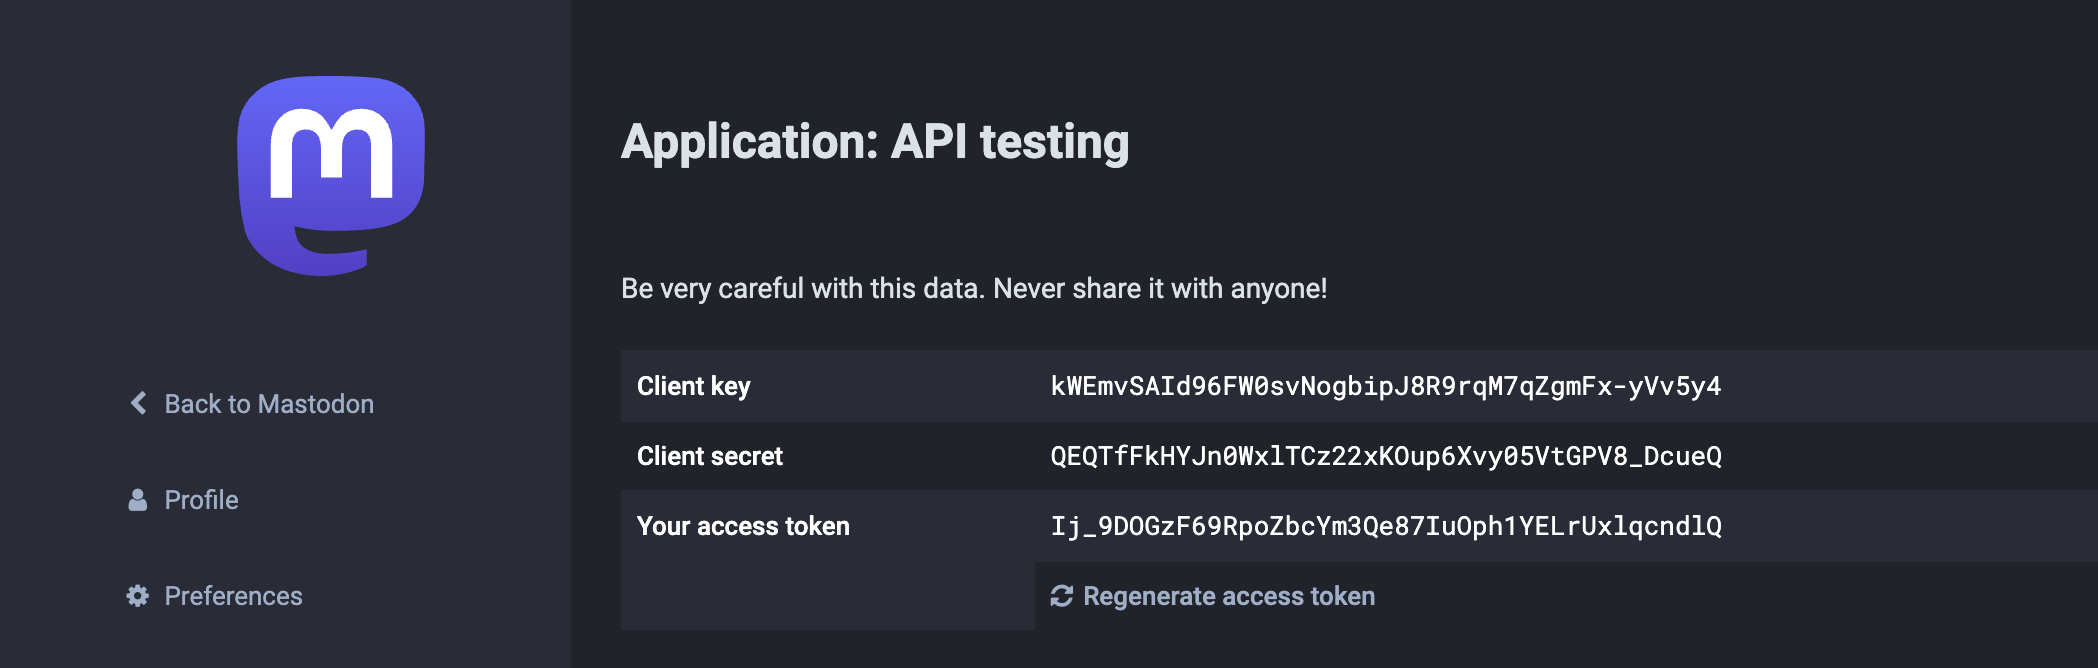 Application: API testing
Be very careful with this data. Never share it with anyone!
Client key kWEmvSAId96FW0svNogbipJ8R9rqM7qZgmFx-yVv5y4
Client secret QEQTfFkHYJn0WxlTCz22xKOup6Xvy05VtGPV8_DcueQ
Your access token Ij_9DOGzF69RpoZbcYm3Qe87IuOph1YELrUxlqcndlQ
Regenerate access token
Back to Mastodon
Profile
Preferences